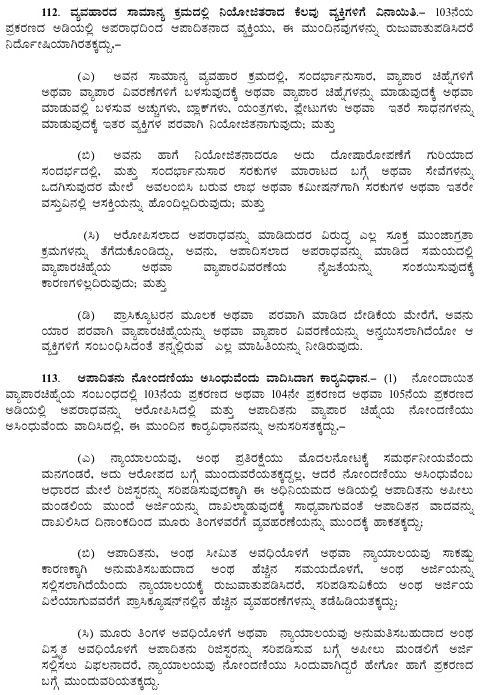 112. ವ್ಯವಹಾರದ ಸಾಮಾನ್ಯ ಕ್ರಮದಲ್ಲಿ ನಿಯೋಜಿತರಾದ ಕೆಲವು ವ್ಯಕ್ತಿಗಳಿಗೆ ವಿನಾಯಿತಿ.– 103ನೆಯ
ಪ್ರಕರಣದ ಅಡಿಯಲ್ಲಿ ಅಪರಾಧದಿಂದ ಆಪಾದಿತನಾದ ವ್ಯಕ್ತಿಯು, ಈ ಮುಂದಿನವುಗಳನ್ನು ರುಜುವಾತುಪಡಿಸಿದರೆ
ನಿರ್ದೋಷಿಯಾಗಿರತಕ್ಕದ್ದು,–
(ಎ) ಅವನ ಸಾಮಾನ್ಯ ವ್ಯವಹಾರ ಕ್ರಮದಲ್ಲಿ, ಸಂದರ್ಭಾನುಸಾರ, ವ್ಯಾಪಾರ ಚಿಹ್ನೆಗಳಿಗೆ
ಅಥವಾ ವ್ಯಾಪಾರ ವಿವರಣೆಗಳಿಗೆ ಬಳಸುವುದಕ್ಕೆ ಅಥವಾ ವ್ಯಾಪಾರ ಚಿಹ್ನೆಗಳನ್ನು ಮಾಡುವುದಕ್ಕೆ ಅಥವಾ
ಮಾಡುವಲ್ಲಿ ಬಳಸುವ ಅಚ್ಚುಗಳು, ಬ್ಲಾಕ್‌ಗಳು, ಯಂತ್ರಗಳು, ಪ್ಲೇಟುಗಳು ಅಥವಾ ಇತರೆ ಸಾಧನಗಳನ್ನು
ಮಾಡುವುದಕ್ಕೆ ಇತರ ವ್ಯಕ್ತಿಗಳ ಪರವಾಗಿ ನಿಯೋಜಿತನಾಗುವುದು; ಮತ್ತು
(ಬಿ) ಅವನು ಹಾಗೆ ನಿಯೋಜಿತನಾದರೂ ಅದು ದೋಷಾರೋಪಣೆಗೆ ಗುರಿಯಾದ
ಸಂದರ್ಭದಲ್ಲಿ, ಮತ್ತು ಸಂದರ್ಭಾನುಸಾರ ಸರಕುಗಳ ಮಾರಾಟದ ಬಗ್ಗೆ ಅಥವಾ ಸೇವೆಗಳನ್ನು
ಒದಗಿಸುವುದರ ಮೇಲೆ ಅವಲಂಬಿಸಿ ಬರುವ ಲಾಭ ಅಥವಾ ಕಮೀಷನ್‌ಗಾಗಿ ಸರಕುಗಳ ಅಥವಾ ಇತರೇ
ವಸ್ತುವಿನಲ್ಲಿ ಆಸಕ್ತಿಯನ್ನು ಹೊಂದಿಲ್ಲದಿರುವುದು; ಮತ್ತು
(ಸಿ) ಆರೋಪಿಸಲಾದ ಅಪರಾಧವನ್ನು ಮಾಡಿದುದರ ವಿರುದ್ಧ ಎಲ್ಲ ಸೂಕ್ತ ಮುಂಜಾಗ್ರತಾ
ಕ್ರಮಗಳನ್ನು ತೆಗೆದುಕೊಂಡಿದ್ದು, ಅವನು, ಆಪಾದಿಸಲಾದ ಅಪರಾಧವನ್ನು ಮಾಡಿದ ಸಮಯದಲ್ಲಿ
ವ್ಯಾಪಾರಚಿಹ್ನೆಯ ಅಥವಾ ವ್ಯಾಪಾರವಿವರಣೆಯ ನೈಜತೆಯನ್ನು ಸಂಶಯಿಸುವುದಕ್ಕೆ
ಕಾರಣಗಳಿಲ್ಲದಿರುವುದು; ಮತ್ತು
(ಡಿ) ಪ್ರಾಸಿಕ್ಯೂಟರನ ಮೂಲಕ ಅಥವಾ ಪರವಾಗಿ ಮಾಡಿದ ಬೇಡಿಕೆಯ ಮೇರೆಗೆ, ಅವನು
ಯಾರ ಪರವಾಗಿ ವ್ಯಾಪಾರಚಿಹ್ನೆಯನ್ನು ಅಥವಾ ವ್ಯಾಪಾರ ವಿವರಣೆಯನ್ನು ಅನ್ವಯಿಸಲಾಗಿದೆಯೋ ಆ
ವ್ಯಕ್ತಿಗಳಿಗೆ ಸಂಬಂಧಿಸಿದಂತೆ ತನ್ನಲ್ಲಿರುವ ಎಲ್ಲ ಮಾಹಿತಿಯನ್ನು ನೀಡಿರುವುದು.
113. ಆಪಾದಿತನು ನೋಂದಣಿಯು ಅಸಿಂಧುವೆಂದು ವಾದಿಸಿದಾಗ ಕಾರ್ಯವಿಧಾನ.– (1) ನೋಂದಾಯಿತ
ವ್ಯಾಪಾರಚಿಹ್ನೆಯ ಸಂಬಂಧದಲ್ಲಿ 103ನೆಯ ಪ್ರಕರಣದ ಅಥವಾ 104ನೇ ಪ್ರಕರಣದ ಅಥವಾ 105ನೆಯ ಪ್ರಕರಣದ
ಅಡಿಯಲ್ಲಿ ಅಪರಾಧವನ್ನು ಆರೋಪಿಸಿದಲ್ಲಿ ಮತ್ತು ಆಪಾದಿತನು ವ್ಯಾಪಾರ ಚಿಹ್ನೆಯ ನೋಂದಣಿಯು
ಅಸಿಂಧುವೆಂದು ವಾದಿಸಿದಲ್ಲಿ, ಈ ಮುಂದಿನ ಕಾರ್ಯವಿಧಾನವನ್ನು ಅನುಸರಿಸತಕ್ಕದ್ದು,–
(ಎ) ನ್ಯಾಯಾಲಯವು, ಅಂಥ ಪ್ರತಿರಕ್ಷೆಯು ಮೊದಲನೋಟಕ್ಕೆ ಸಮರ್ಥನೀಯವೆಂದು
ಮನಗಂಡರೆ, ಅದು ಆರೋಪದ ಬಗ್ಗೆ ಮುಂದುವರೆಯತಕ್ಕದ್ದಲ್ಲ, ಆದರೆ ನೋಂದಣಿಯು ಅಸಿಂಧುವೆಂಬ
ಆಧಾರದ ಮೇಲೆ ರಿಜಿಸ್ಟರನ್ನು ಸರಿಪಡಿಸುವುದಕ್ಕಾಗಿ ಈ ಅಧಿನಿಯಮದ ಅಡಿಯಲ್ಲಿ ಆಪಾದಿತನು ಅಪೀಲು
ಮಂಡಲಿಯ ಮುಂದೆ ಅರ್ಜಿಯನ್ನು ದಾಖಲ್ಮಾಡುವುದಕ್ಕೆ ಸಾಧ್ಯವಾಗುವಂತೆ ಆಪಾದಿತನ ವಾದವನ್ನು
ದಾಖಲಿಸಿದ ದಿನಾಂಕದಿಂದ ಮೂರು ತಿಂಗಳವರೆಗೆ ವ್ಯವಹರಣೆಯನ್ನು ಮುಂದಕ್ಕೆ ಹಾಕತಕ್ಕದ್ದು;
(ಬಿ) ಆಪಾದಿತನು, ಅಂಥ ಸೀಮಿತ ಅವಧಿಯೊಳಗೆ ಅಥವಾ ನ್ಯಾಯಾಲಯವು ಸಾಕಷ್ಟು
ಕಾರಣಕ್ಕಾಗಿ ಅನುಮತಿಸಬಹುದಾದ ಅಂಥ ಹೆಚ್ಚಿನ ಸಮಯದೊಳಗೆ, ಅಂಥ ಅರ್ಜಿಯನ್ನು
ಸಲ್ಲಿಸಲಾಗಿದೆಯೆಂದು ನ್ಯಾಯಾಲಯಕ್ಕೆ ರುಜುವಾತುಪಡಿಸಿದರೆ, ಸರಿಪಡಿಸುವಿಕೆಯ ಅಂಥ ಅರ್ಜಿಯ
ವಿಲೆಯಾಗುವವರೆಗೆ ಪ್ರಾಸಿಕ್ಯೂಷನ್‌ನಲ್ಲಿನ ಹೆಚ್ಚಿನ ವ್ಯವಹರಣೆಗಳನ್ನು ತಡೆಹಿಡಿಯತಕ್ಕದ್ದು;
(ಸಿ) ಮೂರು ತಿಂಗಳ ಅವಧಿಯೊಳಗೆ ಅಥವಾ ನ್ಯಾಯಾಲಯವು ಅನುಮತಿಸಬಹುದಾದ ಅಂಥ
ವಿಸ್ತೃತ ಅವಧಿಯೊಳಗೆ ಆಪಾದಿತನು ರಿಜಿಸ್ಟರನ್ನು ಸರಿಪಡಿಸುವ ಬಗ್ಗೆ ಅಪೀಲು ಮಂಡಲಿಗೆ ಅರ್ಜಿ
ಸಲ್ಲಿಸಲು ವಿಫಲನಾದರೆ, ನ್ಯಾಯಾಲಯವು ನೋಂದಣಿಯು ಸಿಂಧುವಾಗಿದ್ದರೆ ಹೇಗೋ ಹಾಗೆ ಪ್ರಕರಣದ
ಬಗ್ಗೆ ಮುಂದುವರಿಯತಕ್ಕದ್ದು.